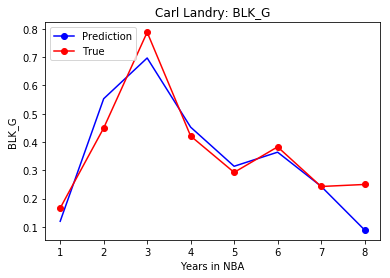 Carl Landry: BLK_G
Prediction
True
BLK_G
0.8
0.7
0.6
0.5
0.4
0.3
0.2
0.1
1 2 3 4 5 6 7 8
Years in NBA